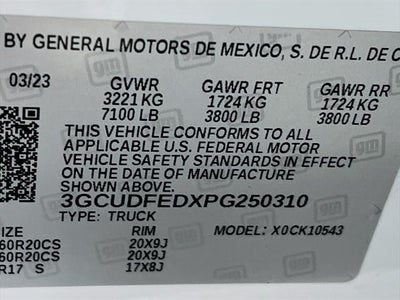 BY GENERAL MOTORS DE MEXICO, S. DE R.L. DE C
03/23 GVWR GAWR FRT GAWR RR
3221 KG 1724 KG 1724 KG
7100 LB 3800 LB 3800 LB
THIS VEHICLE CONFORMS TO ALL
APPLICABLE U.S. FEDERAL MOTOR
VEHICLE SAFETY STANDARDS IN EFFECT
ON THE DATE OF MANUFACTURE
SHOWN ABOVE.
3GCUDFEDXPG250310
TYPE: TRUCK MODEL: X0CK10543
SIZE RIM
60R20CS 20X9J
60R20CS 20X9J
R17 S 17X8J